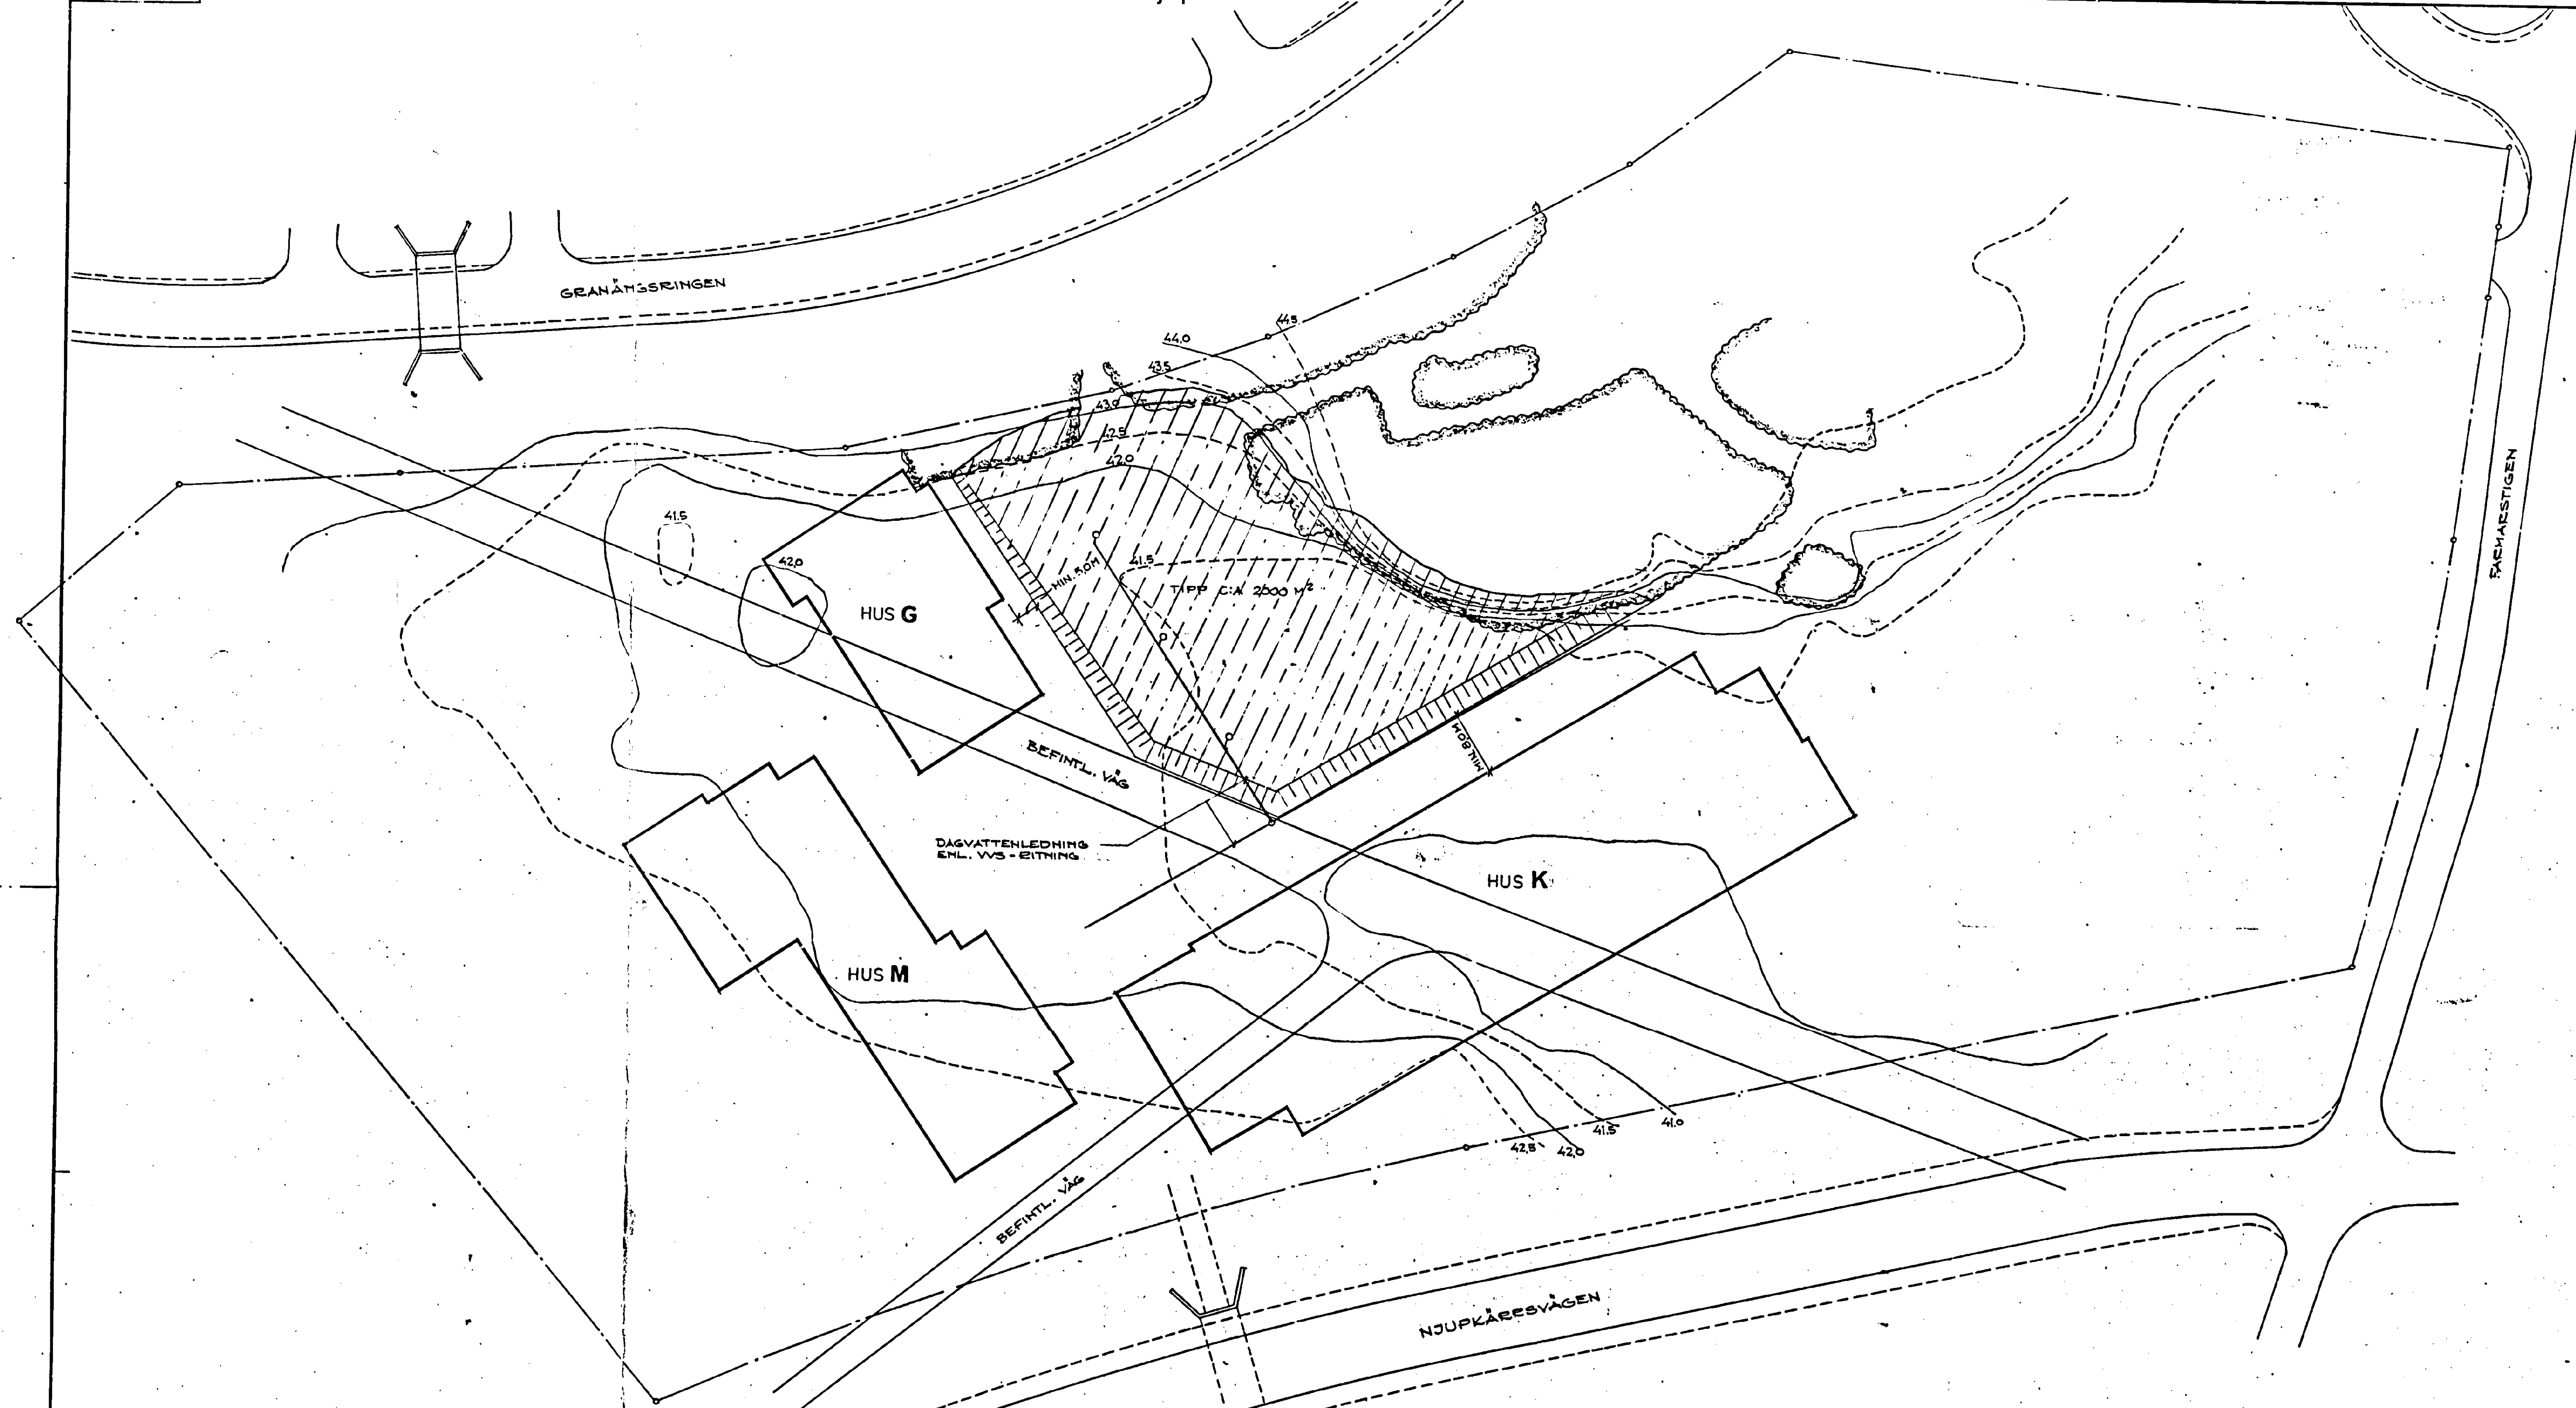 GRANÄNGSRINGEN
44.5
44.0
43.5
43.0
42.5
42.0
41.5
42.0
MIN. 5.0 M
41.5
TIPP C:A 2000 M²
HUS G
FARMARSTIGEN
BEFINTL. VÄG
MIN. 8.0 M
DAGVATTENLEDNING
ENL. VVS-RITNING
HUS K
HUS M
42.5
42.0
41.5
41.0
BEFINTL. VÄG
NJUPKÄRRSVÄGEN